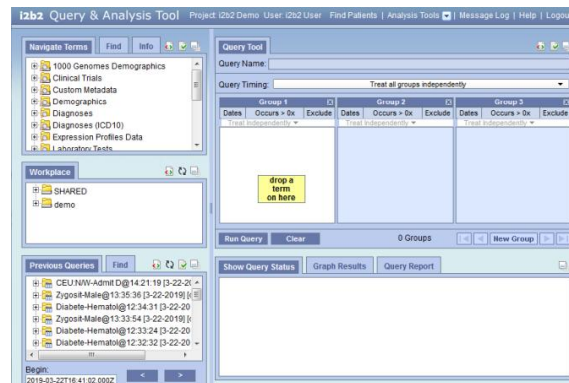 i2b2 Query & Analysis Tool Project: i2b2 Demo User: i2b2 User Find Patients | Analysis Tools | Message Log | Help | Logou
Navigate Terms Find Info
1000 Genomes Demographics
Clinical Trials
Custom Metadata
Demographics
Diagnoses
Diagnoses (ICD10)
Expression Profiles Data
Laboratory Tests
Workplace
SHARED
demo
Previous Queries Find
CEU:N/W-Admit D@14:21:19 [3-22-20
Zygosit-Male@13:35:36 [3-22-2019] [
Diabete-Hematol@12:34:31 [3-22-20
Zygosit-Male@13:33:54 [3-22-2019] [
Diabete-Hematol@12:33:24 [3-22-20
Diabete-Hematol@12:32:32 [3-22-20
Begin:
2019-03-22T16:41:02.000Z < >
Query Tool
Query Name:
Query Timing: Treat all groups independently
Group 1 Group 2 Group 3
Dates Occurs > 0x Exclude Dates Occurs > 0x Exclude Dates Occurs > 0x Exclude
Treat Independently Treat Independently Treat Independently
drop a
term
on here
Run Query Clear 0 Groups New Group
Show Query Status Graph Results Query Report